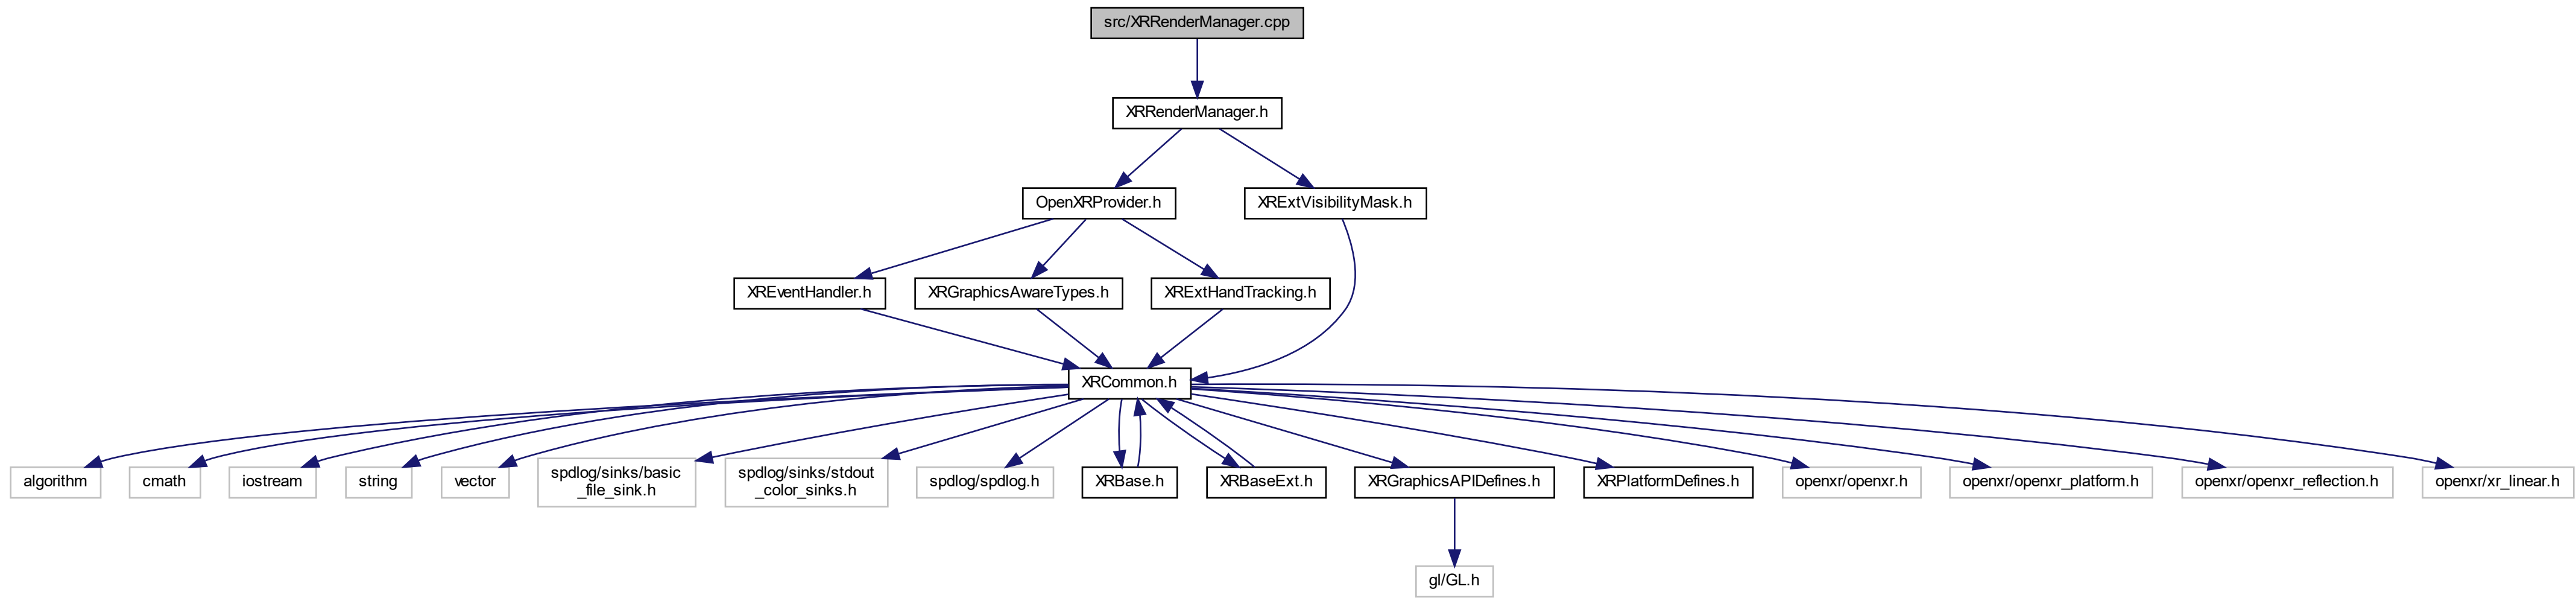 src/XRRenderManager.cpp
XRRenderManager.h
OpenXRProvider.h
XRExtVisibilityMask.h
XREventHandler.h
XRGraphicsAwareTypes.h
XRExtHandTracking.h
XRCommon.h
algorithm
cmath
iostream
string
vector
spdlog/sinks/basic
_file_sink.h
spdlog/sinks/stdout
_color_sinks.h
spdlog/spdlog.h
XRBase.h
XRBaseExt.h
XRGraphicsAPIDefines.h
XRPlatformDefines.h
openxr/openxr.h
openxr/openxr_platform.h
openxr/openxr_reflection.h
openxr/xr_linear.h
gl/GL.h